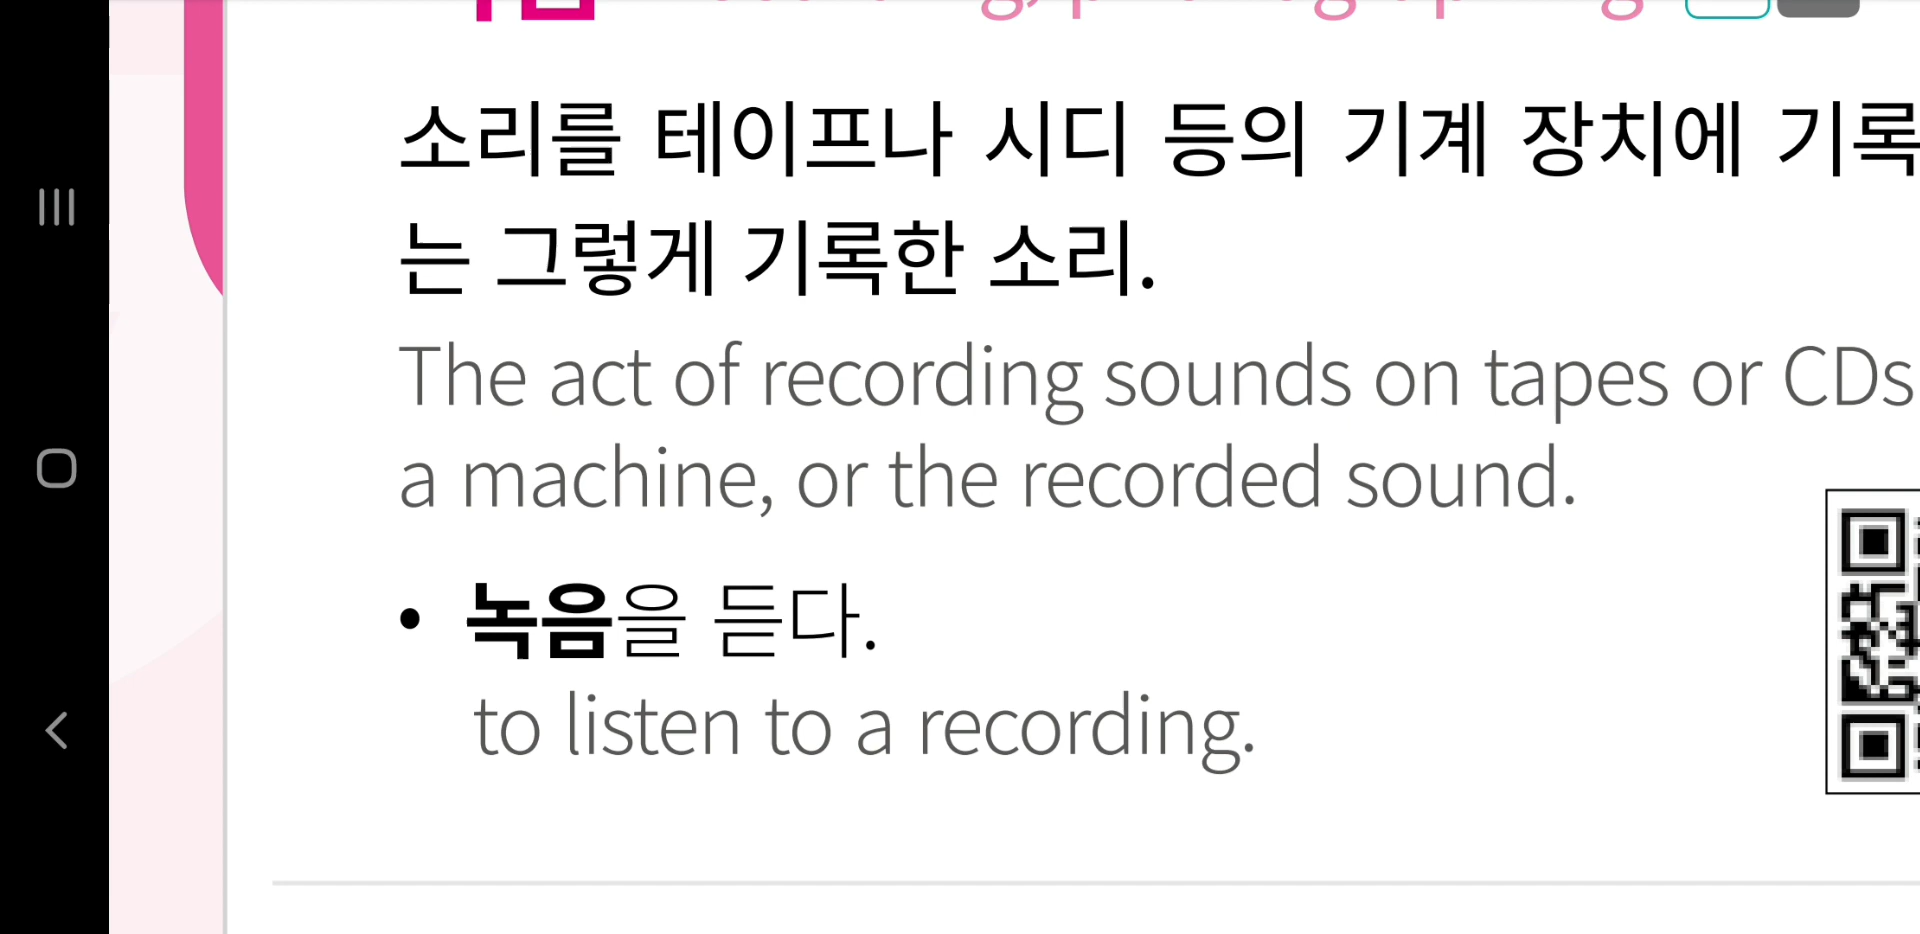 소리를 테이프나 시디 등의 기계 장치에 기록
는 그렇게 기록한 소리.
The act of recording sounds on tapes or CDs
a machine, or the recorded sound.
• 녹음을 듣다.
to listen to a recording.